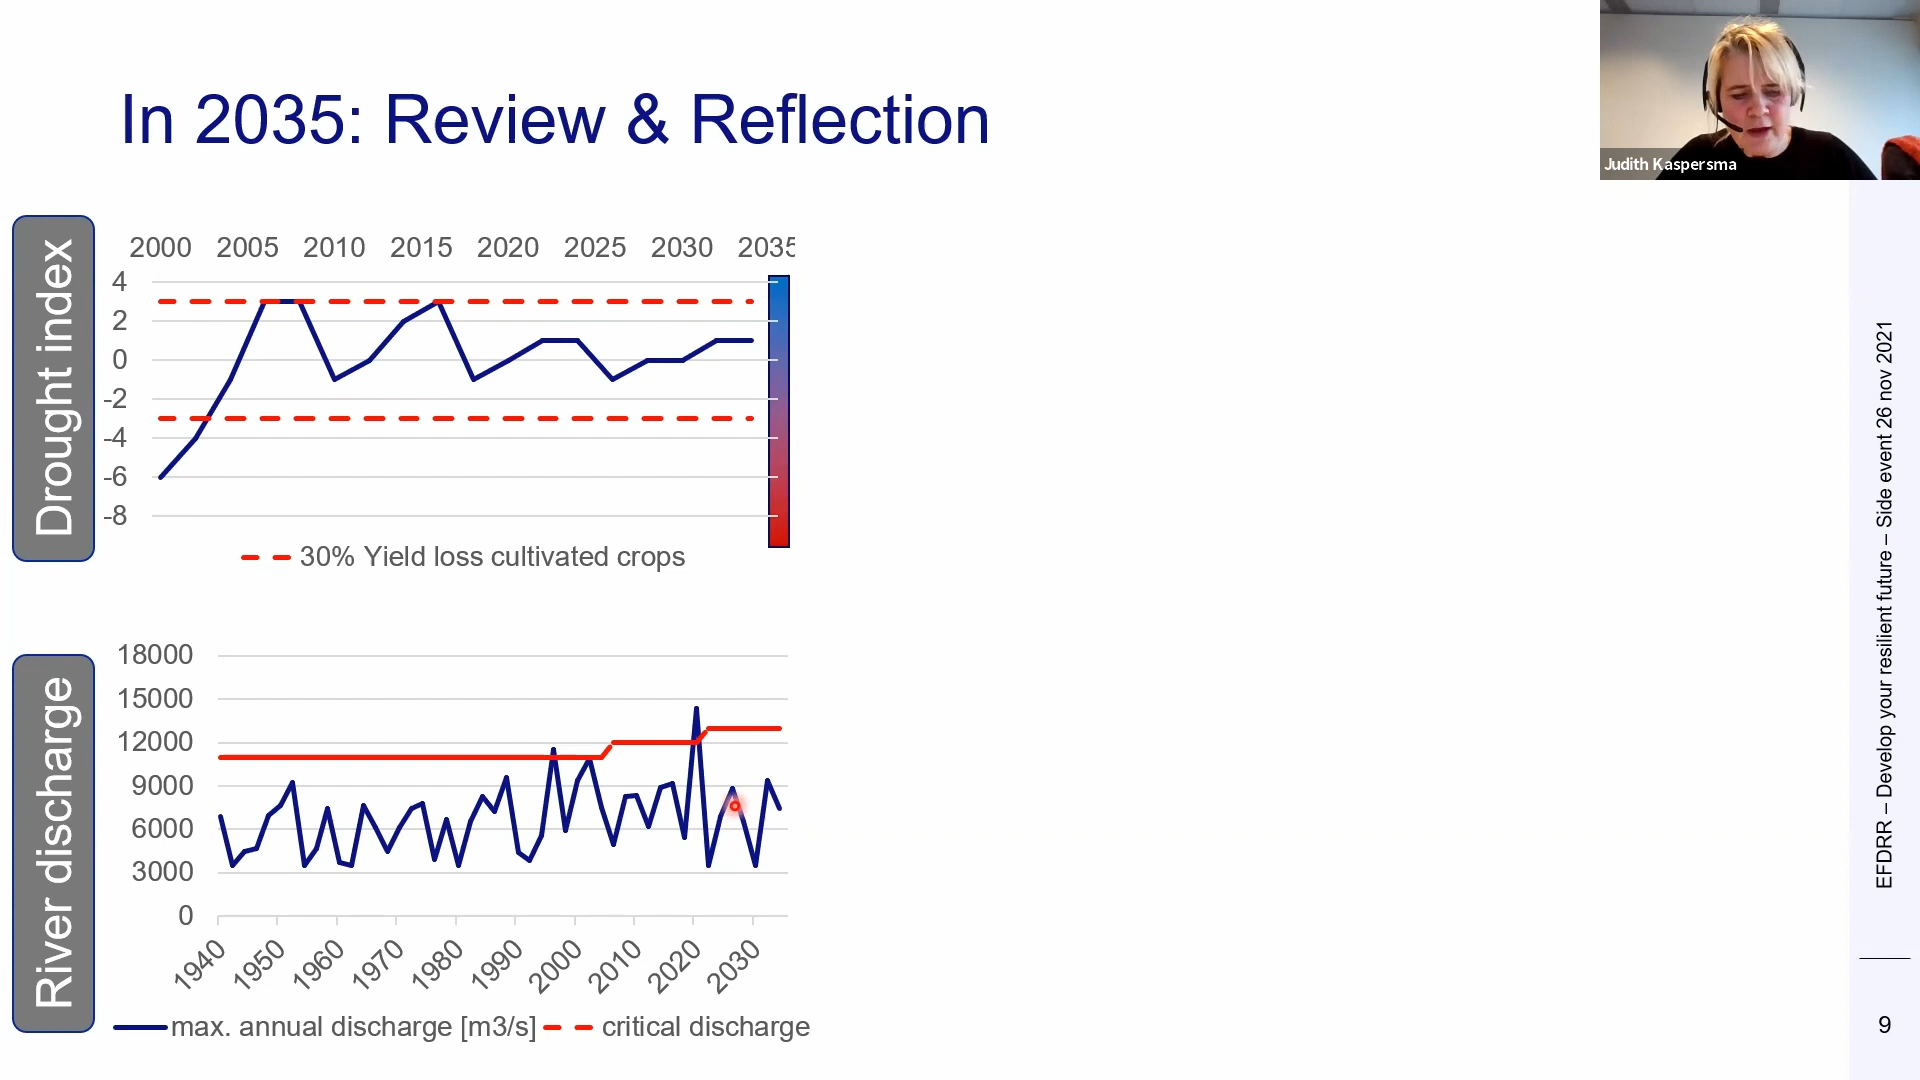 In 2035: Review & Reflection
Judith Kaspersma
Drought index
2000 2005 2010 2015 2020 2025 2030 2035
4
2
0
-2
-4
-6
-8
30% Yield loss cultivated crops
River discharge
18000
15000
12000
9000
6000
3000
0
1940 1950 1960 1970 1980 1990 2000 2010 2020 2030
max. annual discharge [m3/s] critical discharge
EFDRR – Develop your resilient future – Side event 26 nov 2021
9